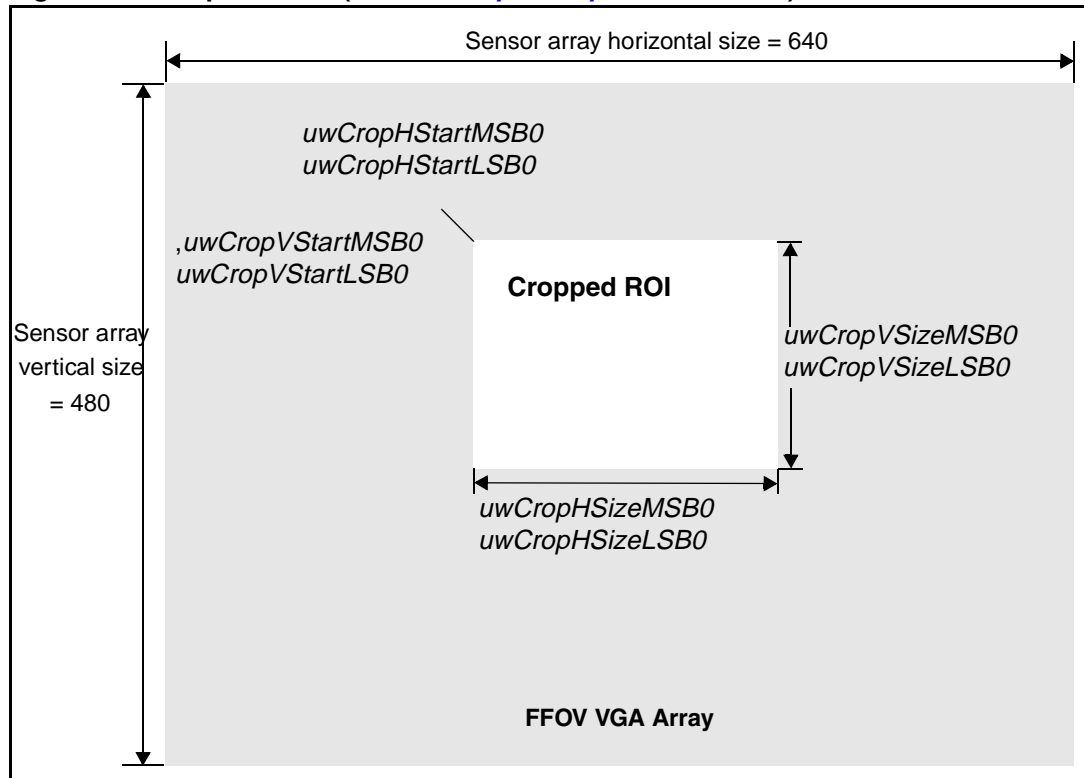 Sensor array horizontal size = 640
uwCropHStartMSB0
uwCropHStartLSB0
,uwCropVStartMSB0
uwCropVStartLSB0
Cropped ROI
Sensor array
vertical size
= 480
uwCropVSizeMSB0
uwCropVSizeLSB0
uwCropHSizeMSB0
uwCropHSizeLSB0
FFOV VGA Array